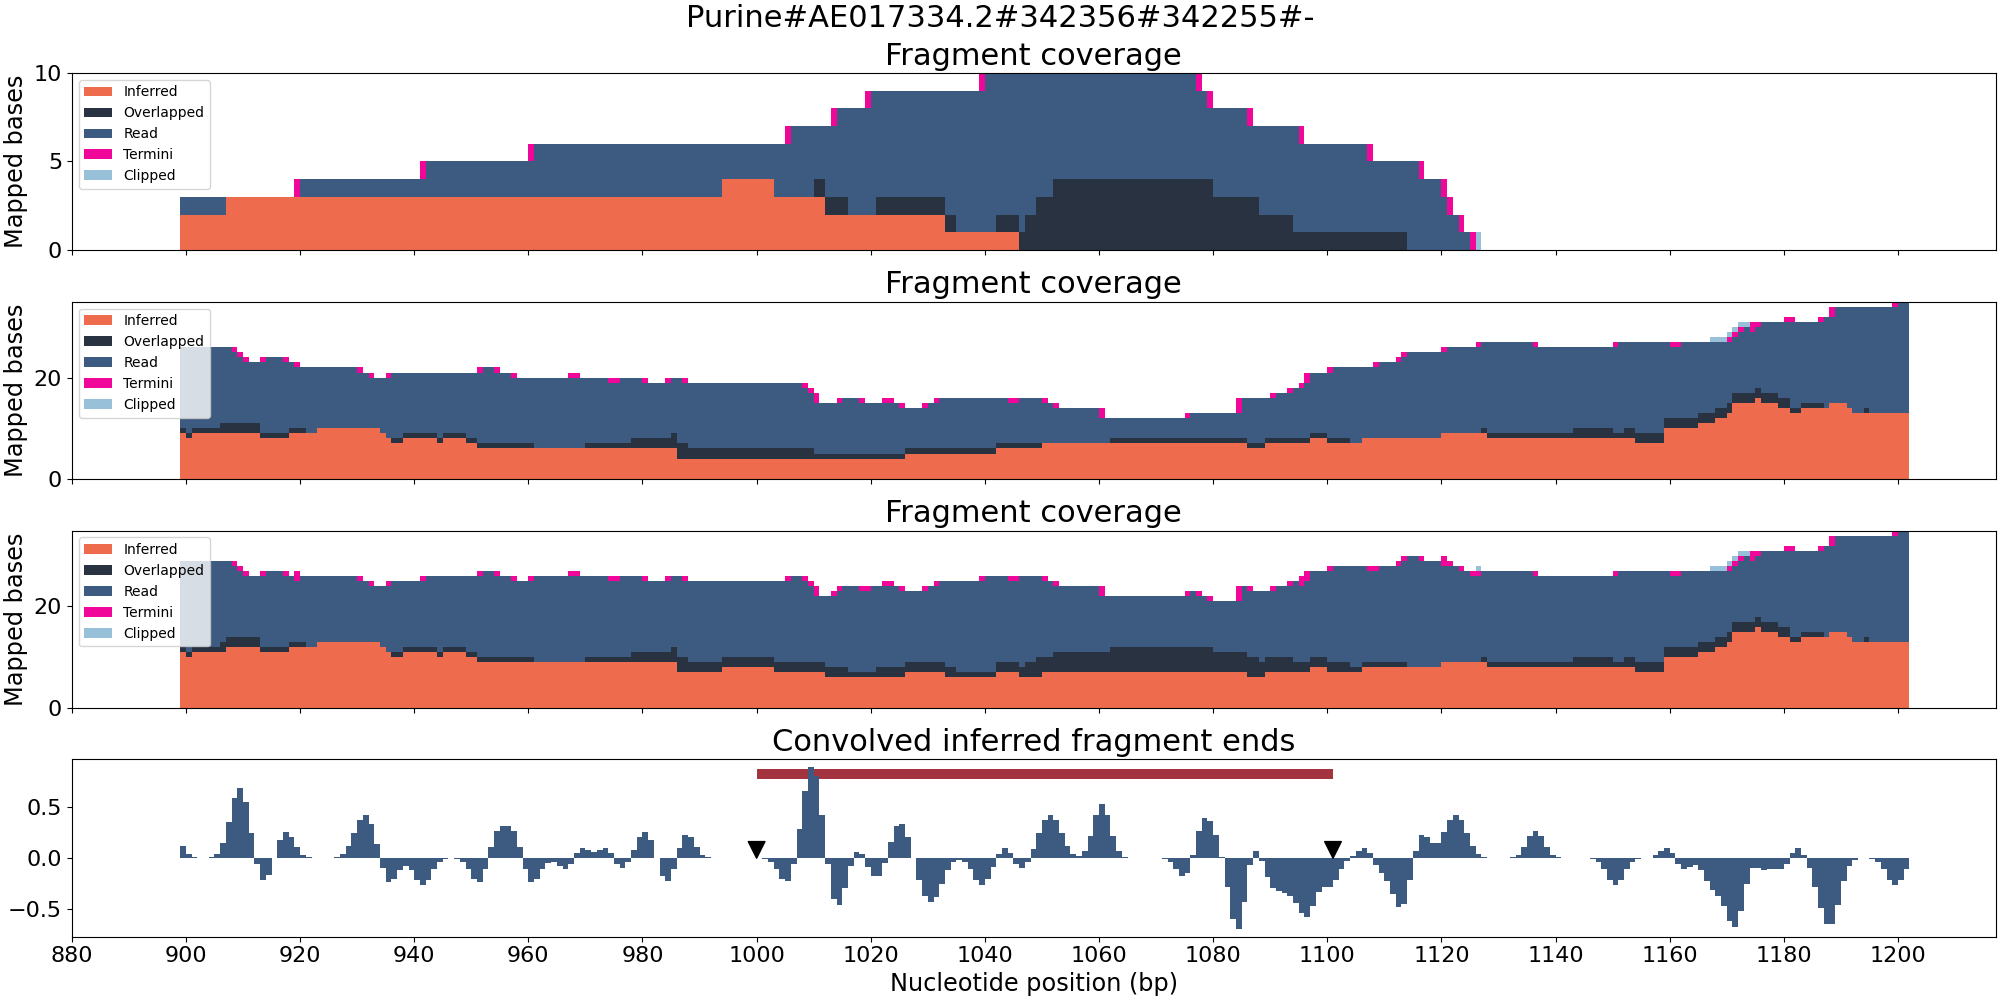 Purine#AE017334.2#342356#342255#-
Fragment coverage
Mapped bases
10
5
0
Inferred
Overlapped
Read
Termini
Clipped
Fragment coverage
Mapped bases
20
0
Inferred
Overlapped
Read
Termini
Clipped
Fragment coverage
Mapped bases
20
0
Inferred
Overlapped
Read
Termini
Clipped
Convolved inferred fragment ends
0.5
0.0
−0.5
880 900 920 940 960 980 1000 1020 1040 1060 1080 1100 1120 1140 1160 1180 1200
Nucleotide position (bp)